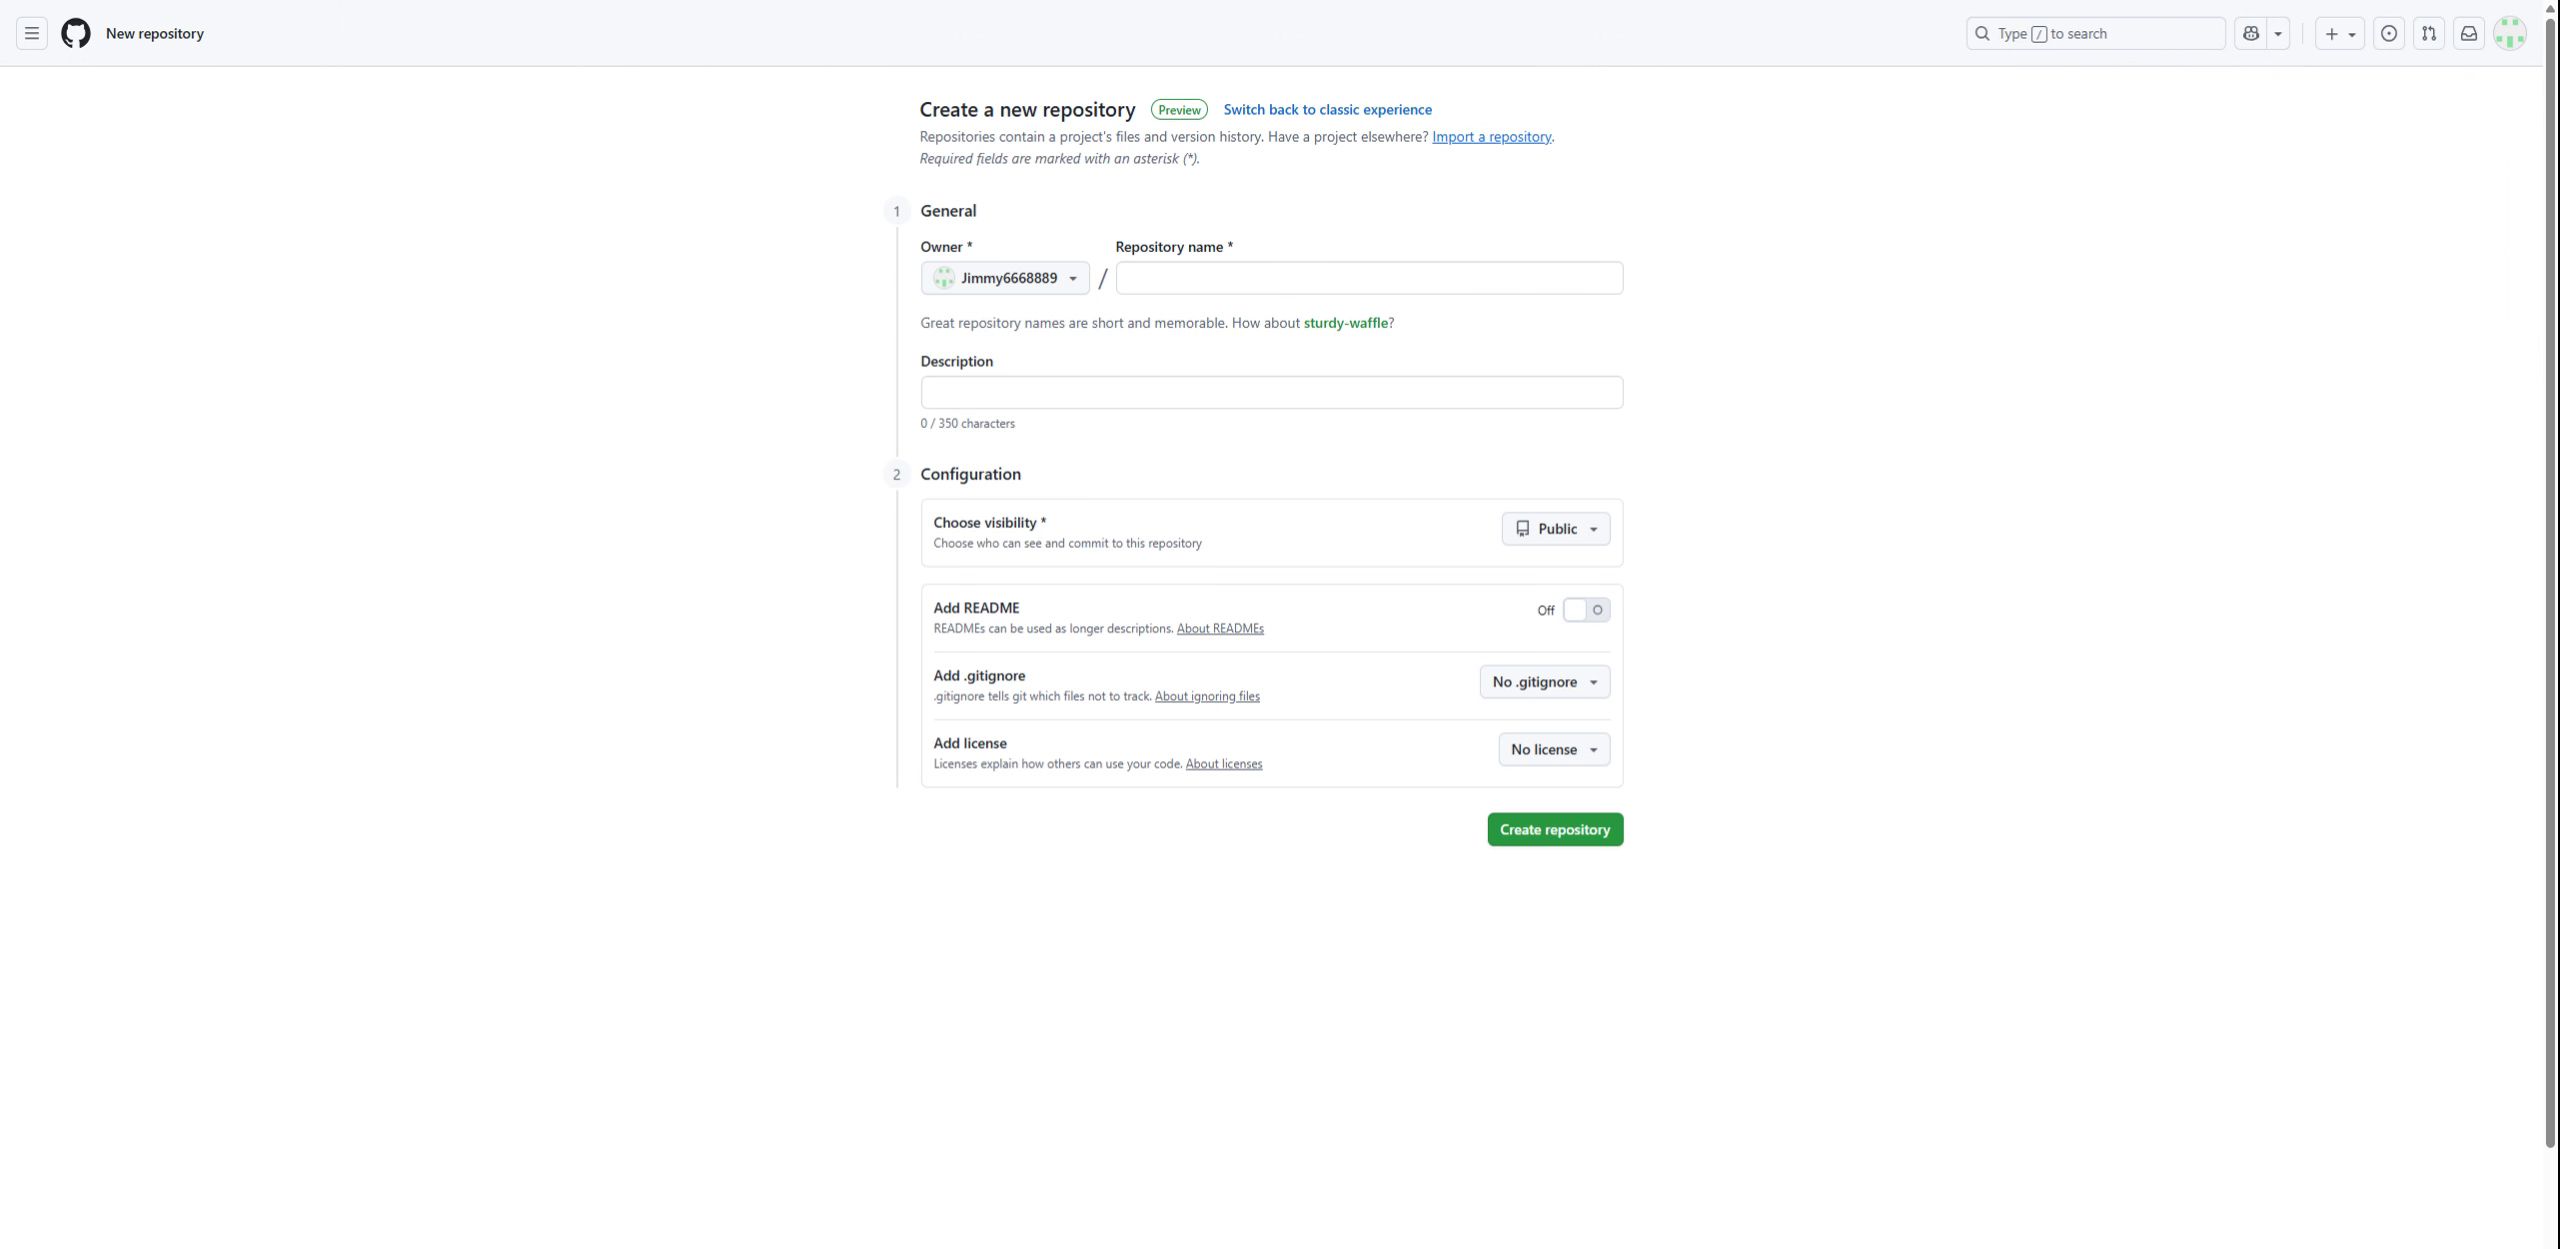 New repository
Type / to search
Create a new repository Preview Switch back to classic experience
Repositories contain a project's files and version history. Have a project elsewhere? Import a repository.
Required fields are marked with an asterisk (*).
1 General
Owner * Repository name *
Jimmy6668889 /
Great repository names are short and memorable. How about sturdy-waffle?
Description
0 / 350 characters
2 Configuration
Choose visibility * Public
Choose who can see and commit to this repository
Add README Off
READMEs can be used as longer descriptions. About READMEs
Add .gitignore No .gitignore
.gitignore tells git which files not to track. About ignoring files
Add license No license
Licenses explain how others can use your code. About licenses
Create repository